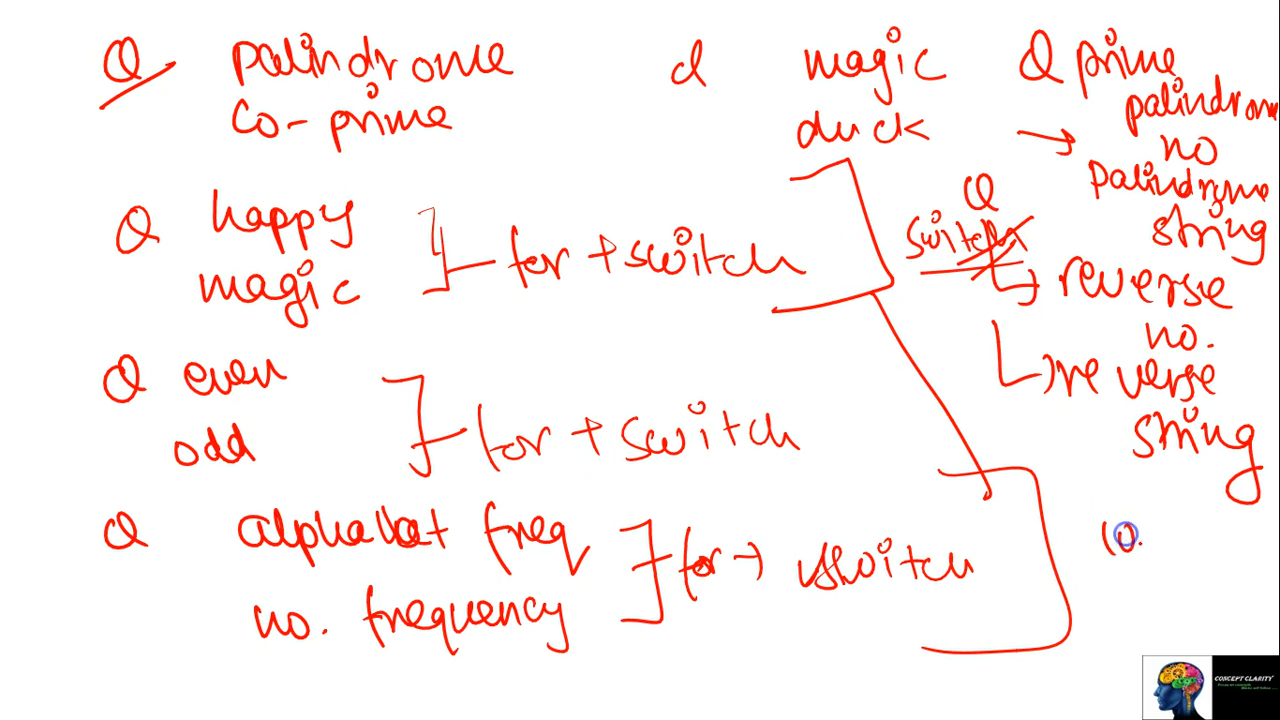 Q palindrome
co-prime
Q happy
magic
} for + switch
Q even
odd
} for + switch
Q alphabet freq
no. frequency
} for → switch
Q magic
duck
Q prime
palindrome
→ no
palindrome
string
Q
switch
↳ reverse
no.
↳ reverse
string
10.
CONCEPT CLARITY